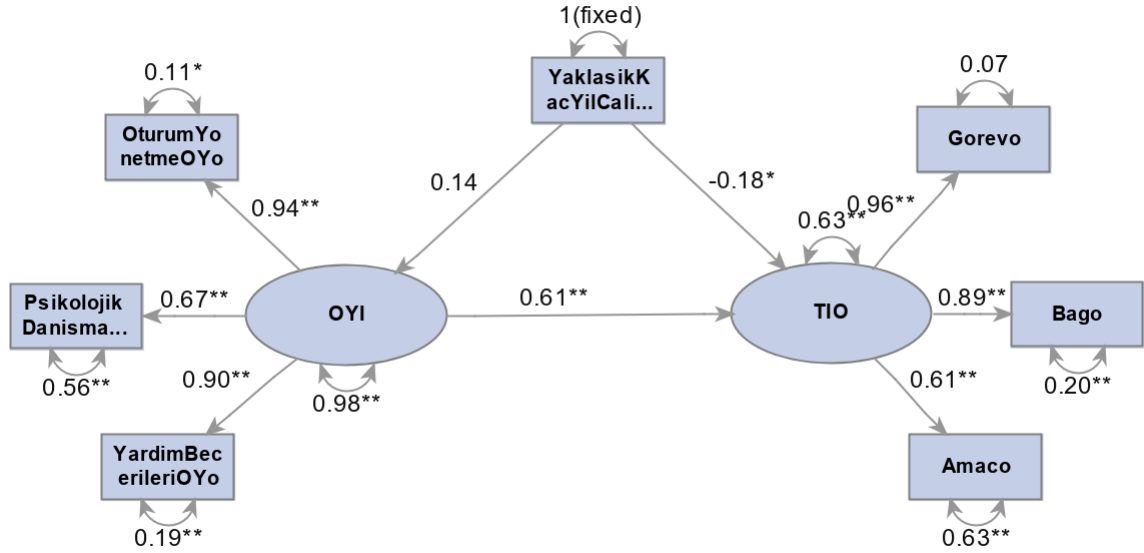 1(fixed)
YaklasikK
acYilCali...
0.11*
OturumYo
netmeOYo
0.07
Gorevo
0.14
-0.18*
0.94**
0.63**
0.96**
Psikolojik
Danisma...
0.67**
0.56**
OYI
0.98**
0.61**
TIO
0.89**
Bago
0.20**
0.90**
YardimBec
erileriOYo
0.19**
0.61**
Amaco
0.63**